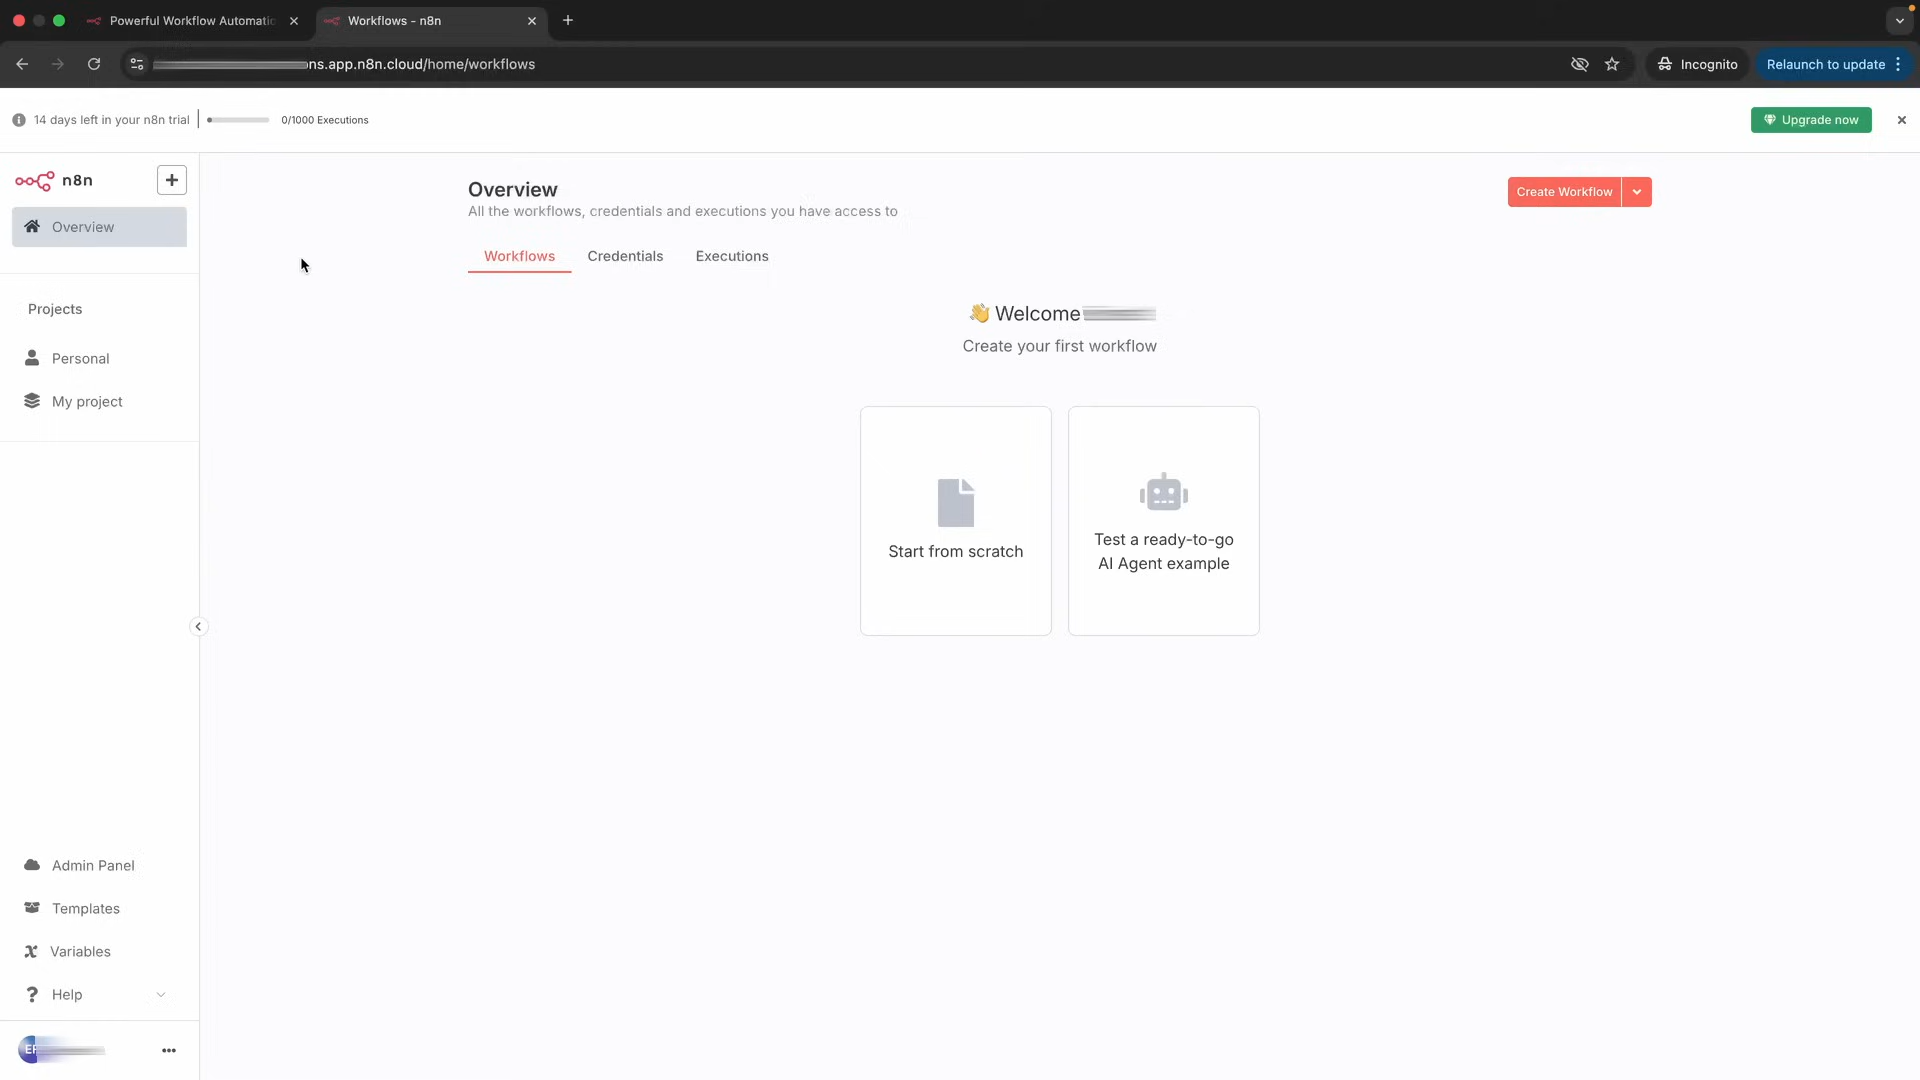 Powerful Workflow Automatio
Workflows - n8n
ns.app.n8n.cloud/home/workflows
Incognito
Relaunch to update
14 days left in your n8n trial
0/1000 Executions
Upgrade now
n8n
Overview
Projects
Personal
My project
Overview
All the workflows, credentials and executions you have access to
Create Workflow
Workflows
Credentials
Executions
👋 Welcome
Create your first workflow
Start from scratch
Test a ready-to-go
AI Agent example
Admin Panel
Templates
Variables
Help